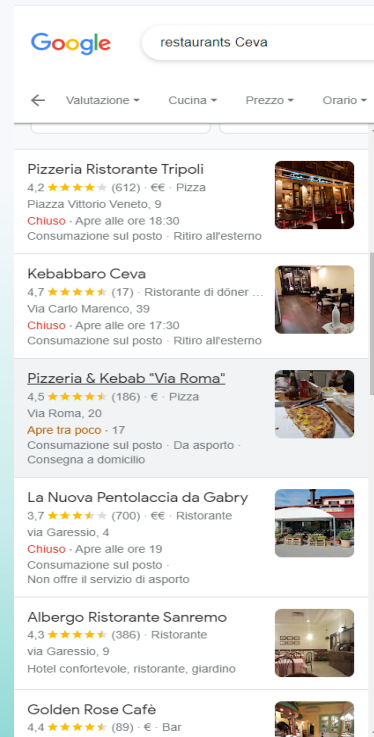 Google
restaurants Ceva
Valutazione Cucina Prezzo Orario
Pizzeria Ristorante Tripoli
4,2 ★★★★★ (612) · €€ · Pizza
Piazza Vittorio Veneto, 9
Chiuso · Apre alle ore 18:30
Consumazione sul posto · Ritiro all'esterno
Kebabbaro Ceva
4,7 ★★★★★ (17) · Ristorante di döner ...
Via Carlo Marenco, 39
Chiuso · Apre alle ore 17:30
Consumazione sul posto · Ritiro all'esterno
Pizzeria & Kebab "Via Roma"
4,5 ★★★★★ (186) · € · Pizza
Via Roma, 20
Apre tra poco · 17
Consumazione sul posto · Da asporto ·
Consegna a domicilio
La Nuova Pentolaccia da Gabry
3,7 ★★★★★ (700) · €€ · Ristorante
via Garessio, 4
Chiuso · Apre alle ore 19
Consumazione sul posto ·
Non offre il servizio di asporto
Albergo Ristorante Sanremo
4,3 ★★★★★ (386) · Ristorante
via Garessio, 9
Hotel confortevole, ristorante, giardino
Golden Rose Cafè
4,4 ★★★★★ (89) · € · Bar